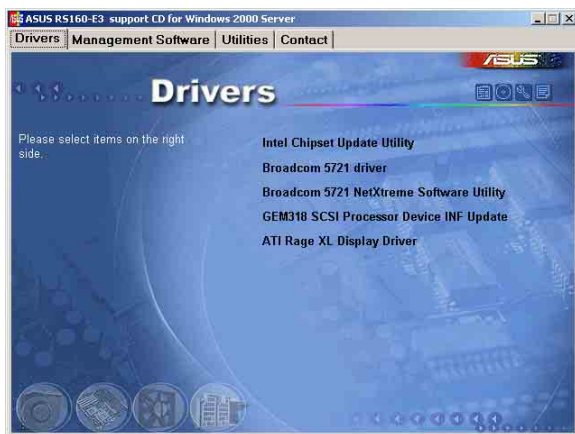 ASUS RS160-E3 support CD for Windows 2000 Server
Drivers Management Software Utilities Contact
ASUS
Drivers
Please select items on the right
side.
Intel Chipset Update Utility
Broadcom 5721 driver
Broadcom 5721 NetXtreme Software Utility
GEM318 SCSI Processor Device INF Update
ATI Rage XL Display Driver